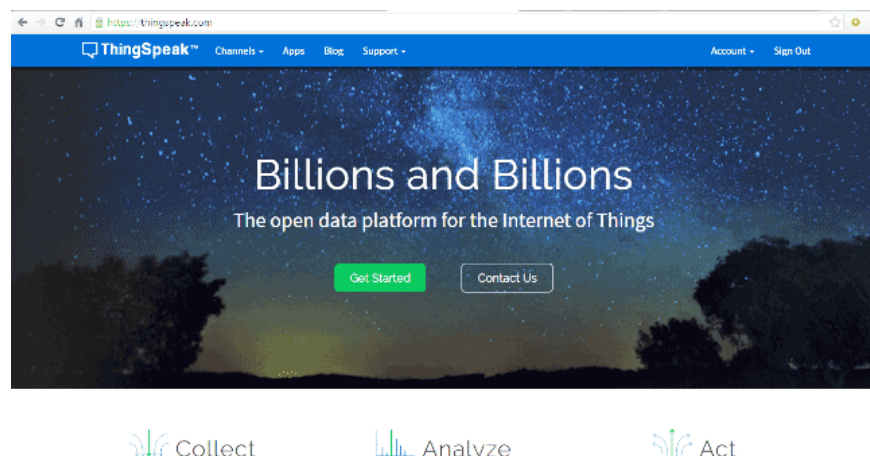 https://thingspeak.com
ThingSpeak™ Channels Apps Blog Support Account Sign Out
Billions and Billions
The open data platform for the Internet of Things
Get Started Contact Us
Collect Analyze Act